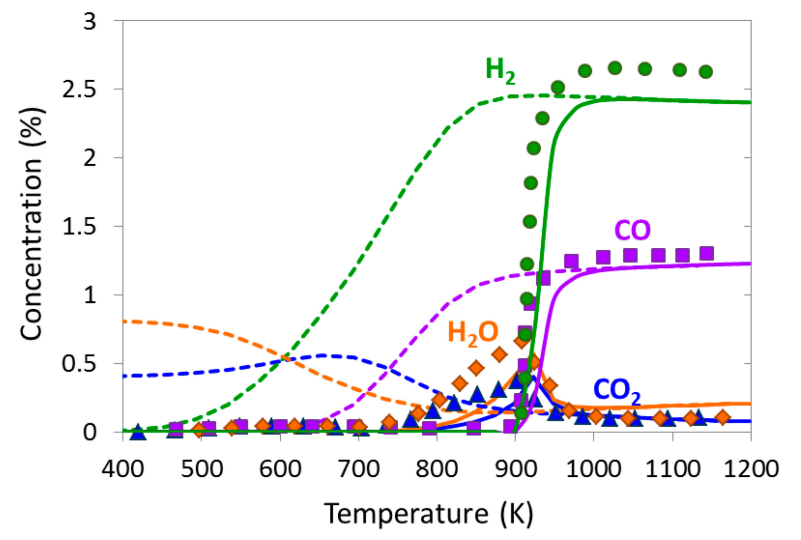 3
2.5
2
1.5
1
0.5
0
Concentration (%)
H₂
CO
H₂O
CO₂
400 500 600 700 800 900 1000 1100 1200
Temperature (K)